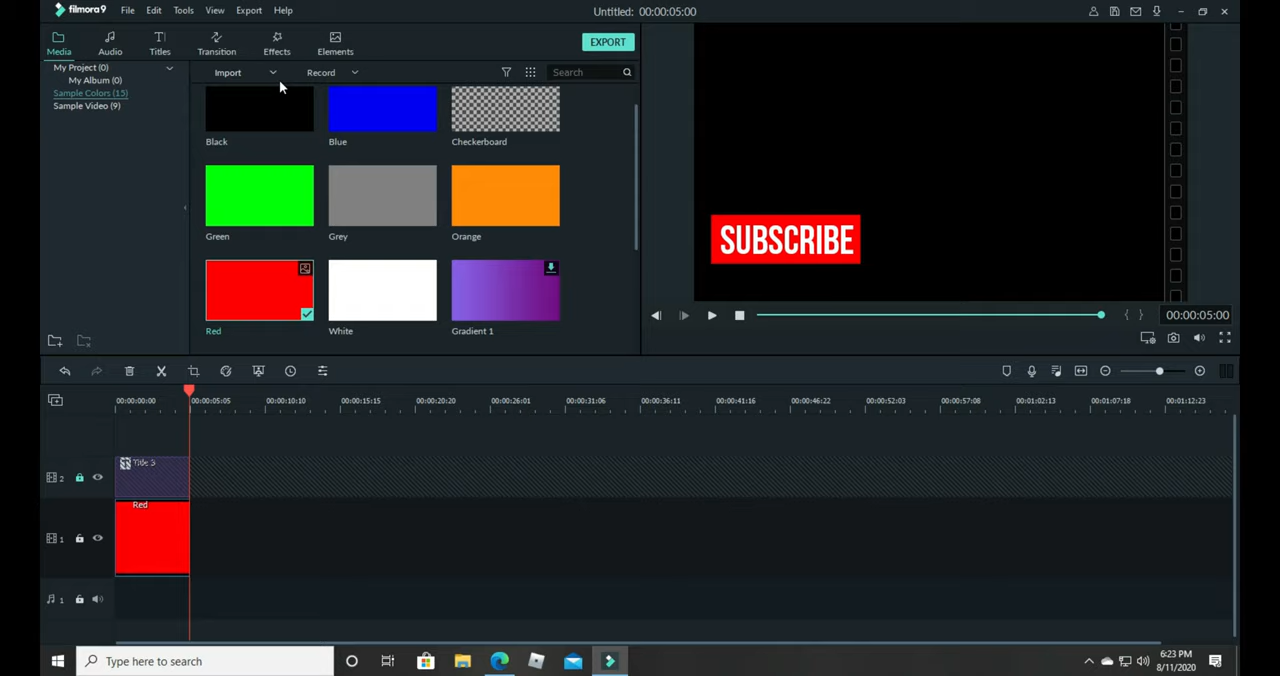 filmora9 File Edit Tools View Export Help Untitled: 00:00:05:00
Media Audio Titles Transition Effects Elements EXPORT
My Project (0)
My Album (0)
Sample Colors (15)
Sample Video (9)
Import Record Search
Black Blue Checkerboard
Green Grey Orange
Red White Gradient 1
SUBSCRIBE
00:00:05:00
00:00:00:00 00:00:05:05 00:00:10:10 00:00:15:15 00:00:20:20 00:00:26:01 00:00:31:06 00:00:36:11 00:00:41:16 00:00:46:22 00:00:52:03 00:00:57:08 00:01:02:13 00:01:07:18 00:01:12:23
2 Title 3
1 Red
1
Type here to search
6:23 PM
8/11/2020